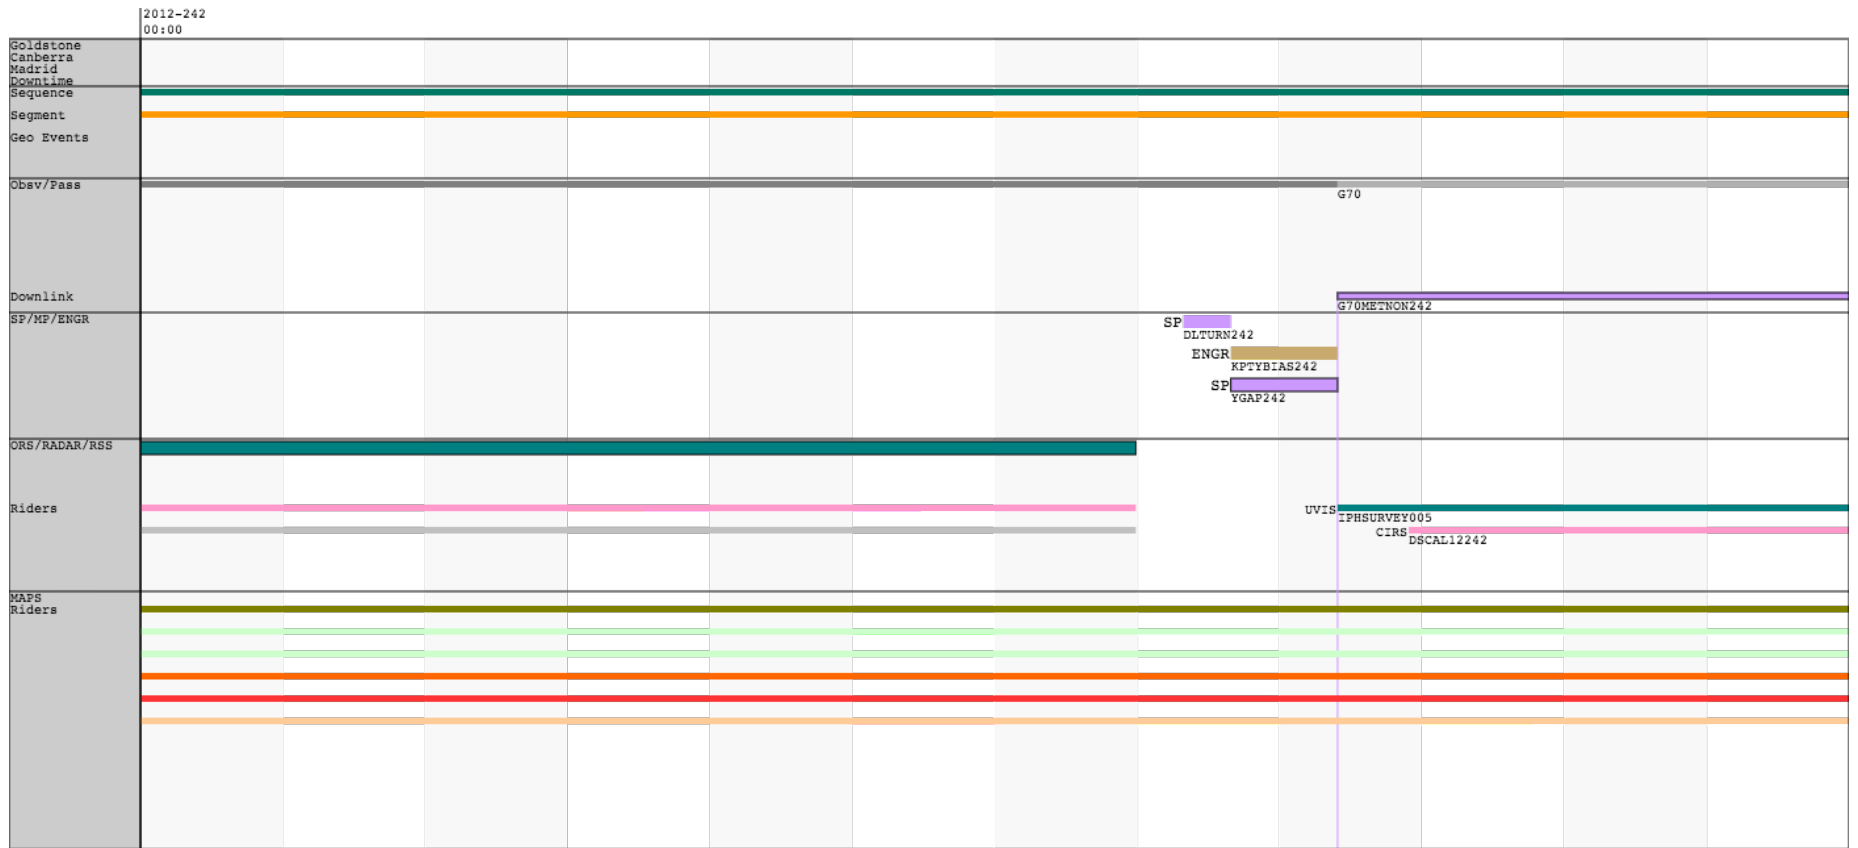 2012-242
00:00
Goldstone
Canberra
Madrid
Downtime
Sequence
Segment
Geo Events
Obsv/Pass
G70
Downlink
G70METNON242
SP/MP/ENGR
SP
DLTURN242
ENGR
KPTYBIAS242
SP
YGAP242
ORS/RADAR/RSS
Riders
UVIS
IPHSURVEY005
CIRS
DSCAL12242
MAPS
Riders